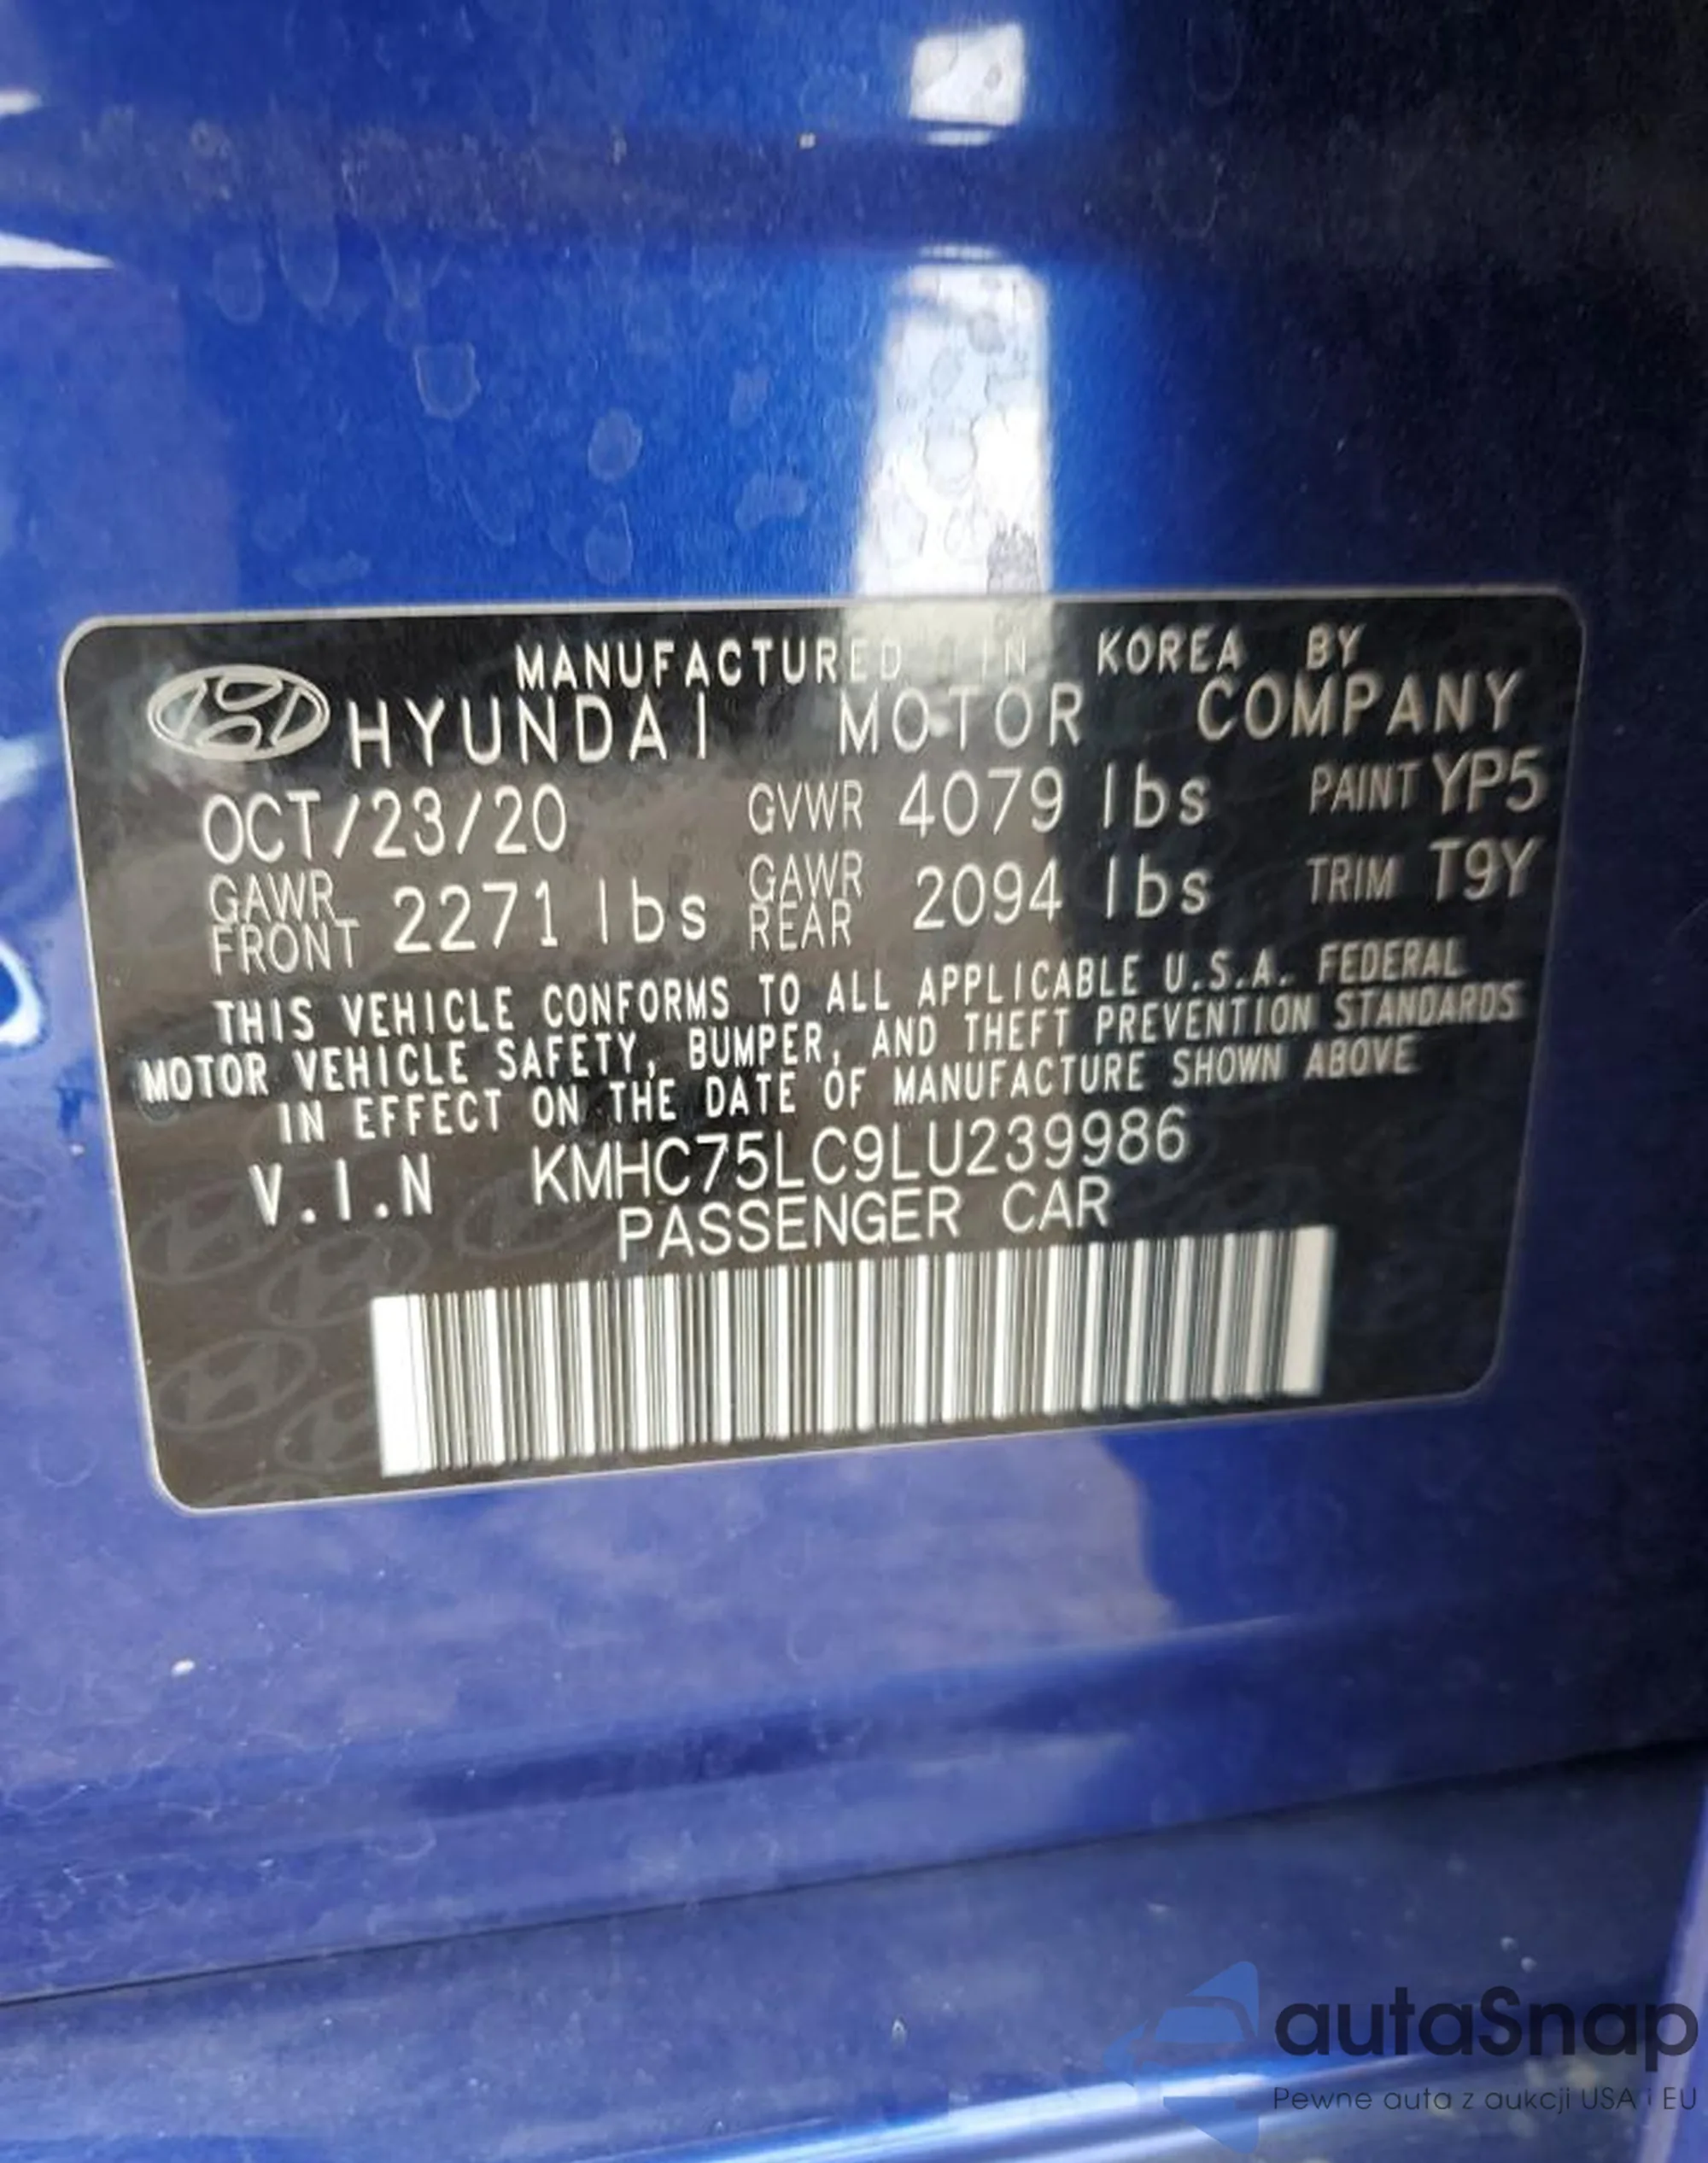 MANUFACTURED IN KOREA BY
HYUNDAI MOTOR COMPANY
OCT/23/20 GVWR 4079 lbs PAINT YP5
GAWR FRONT 2271 lbs GAWR REAR 2094 lbs TRIM T9Y
THIS VEHICLE CONFORMS TO ALL APPLICABLE U.S.A. FEDERAL
MOTOR VEHICLE SAFETY, BUMPER, AND THEFT PREVENTION STANDARDS
IN EFFECT ON THE DATE OF MANUFACTURE SHOWN ABOVE
V.I.N KMHC75LC9LU239986
PASSENGER CAR
autaSnap
Pewne auta z aukcji USA i EU